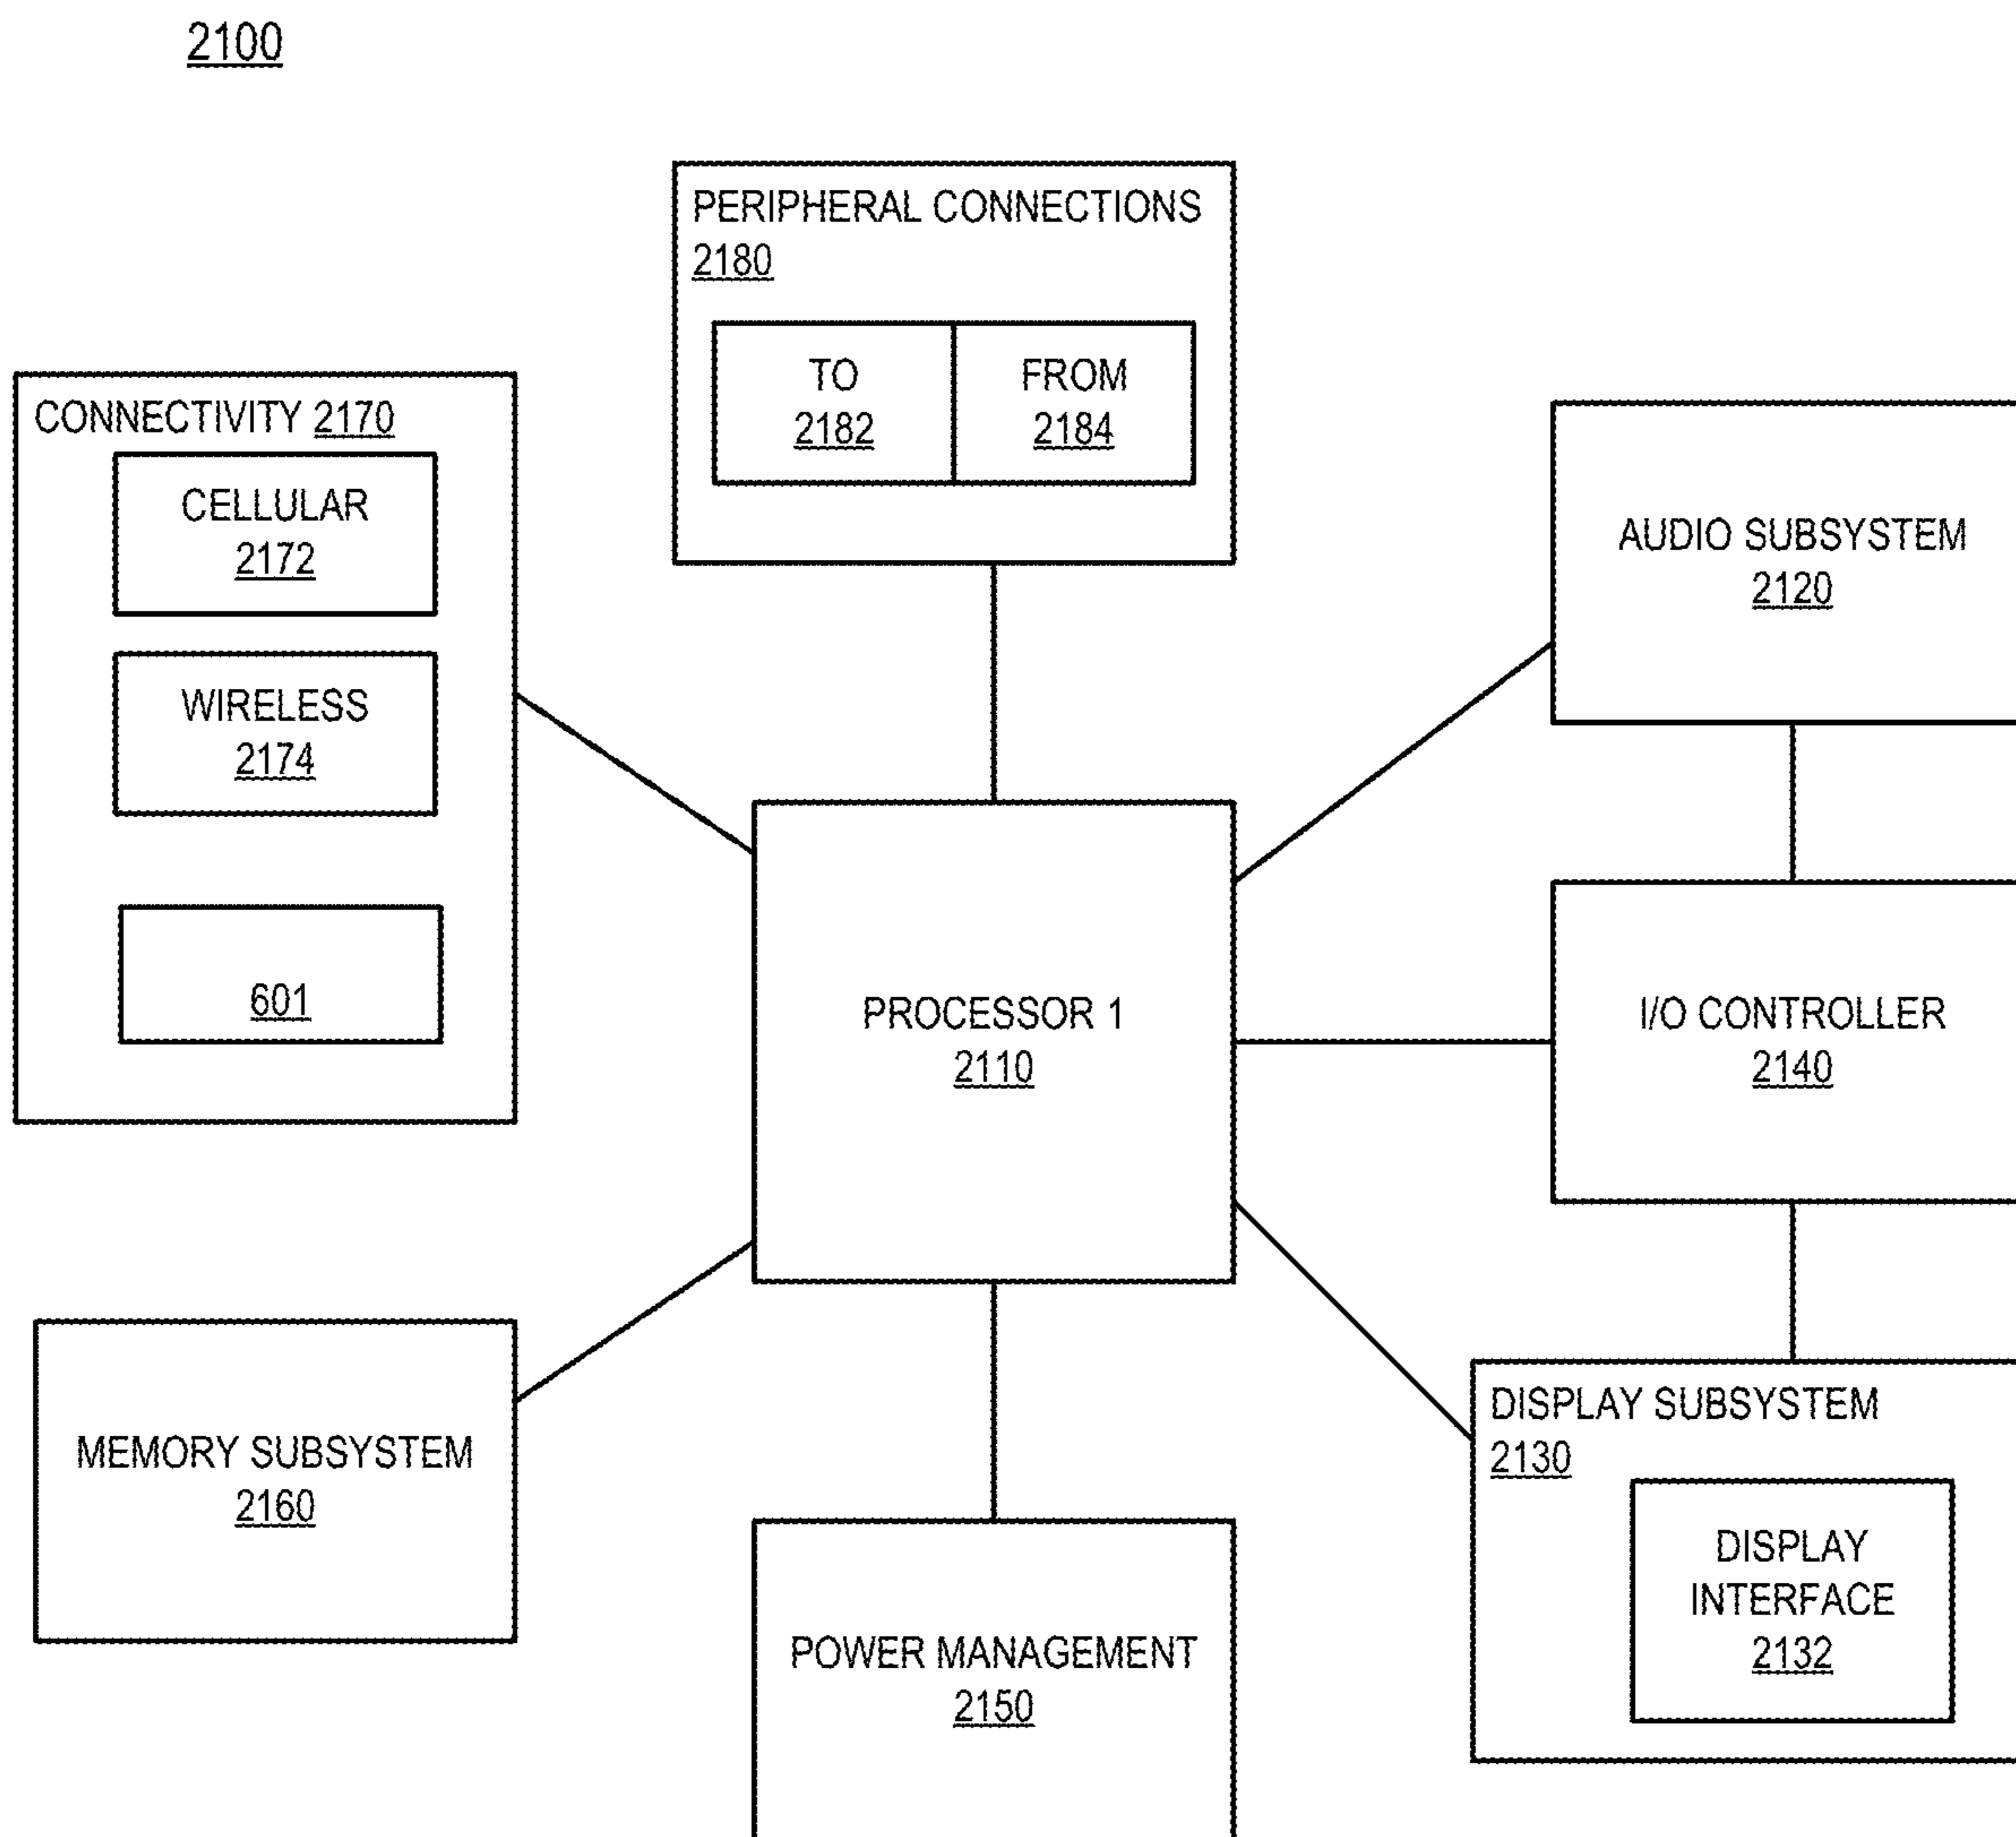 2100
PERIPHERAL CONNECTIONS
2180
TO
2182
FROM
2184
CONNECTIVITY 2170
CELLULAR
2172
WIRELESS
2174
601
AUDIO SUBSYSTEM
2120
PROCESSOR 1
2110
I/O CONTROLLER
2140
MEMORY SUBSYSTEM
2160
POWER MANAGEMENT
2150
DISPLAY SUBSYSTEM
2130
DISPLAY
INTERFACE
2132